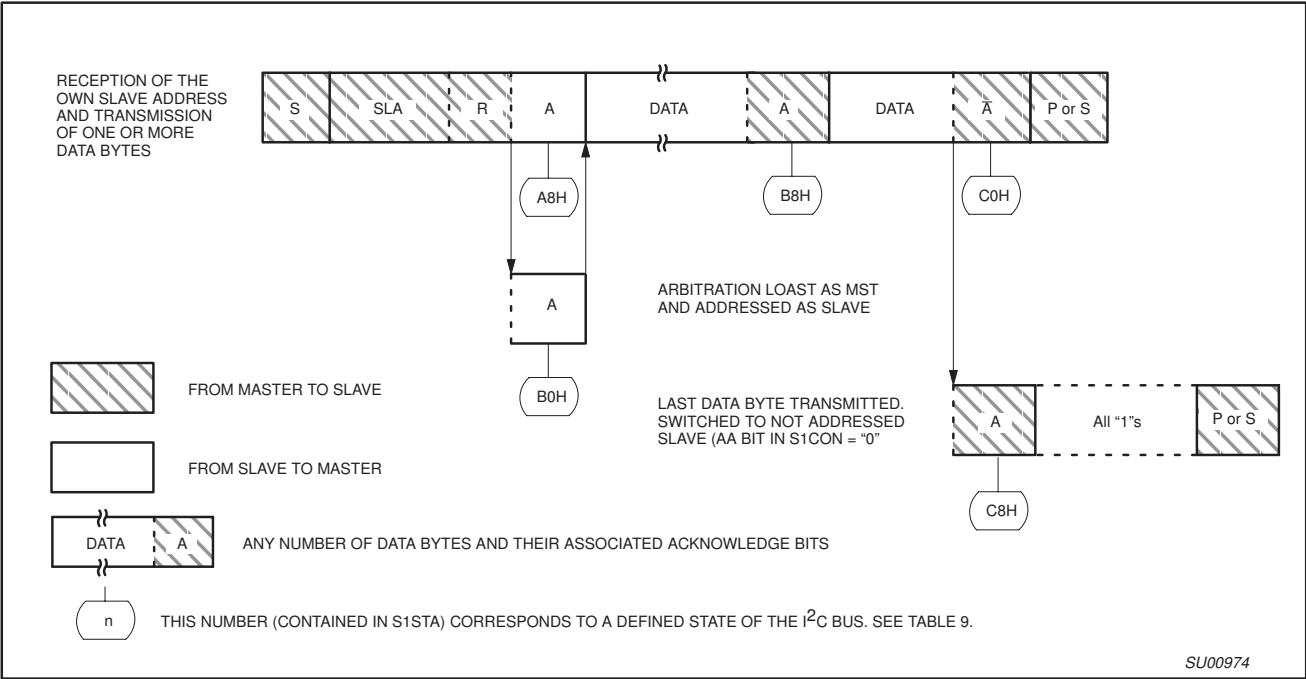 RECEPTION OF THE
OWN SLAVE ADDRESS
AND TRANSMISSION
OF ONE OR MORE
DATA BYTES
S SLA R A DATA A DATA A̅ P or S
A8H B8H C0H
A
ARBITRATION LOAST AS MST
AND ADDRESSED AS SLAVE
B0H
LAST DATA BYTE TRANSMITTED.
SWITCHED TO NOT ADDRESSED
SLAVE (AA BIT IN S1CON = “0”
A All “1”s P or S
C8H
FROM MASTER TO SLAVE
FROM SLAVE TO MASTER
DATA A ANY NUMBER OF DATA BYTES AND THEIR ASSOCIATED ACKNOWLEDGE BITS
n THIS NUMBER (CONTAINED IN S1STA) CORRESPONDS TO A DEFINED STATE OF THE I²C BUS. SEE TABLE 9.
SU00974